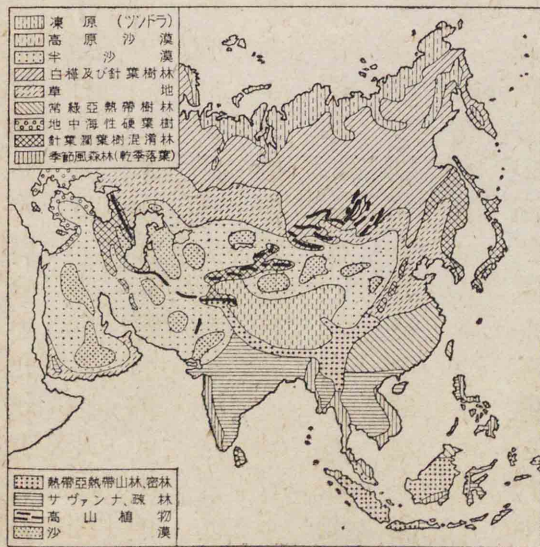 凍原(ツンドラ)
高原沙漠
半沙漠
白樺及び針葉樹林
草地
常緑亞熱帶樹林
地中海性硬葉樹
針葉濶葉樹混淆林
季節風森林(乾季落葉)
熱帶亞熱帶山林、密林
サヴァンナ、疎林
高山植物
沙漠